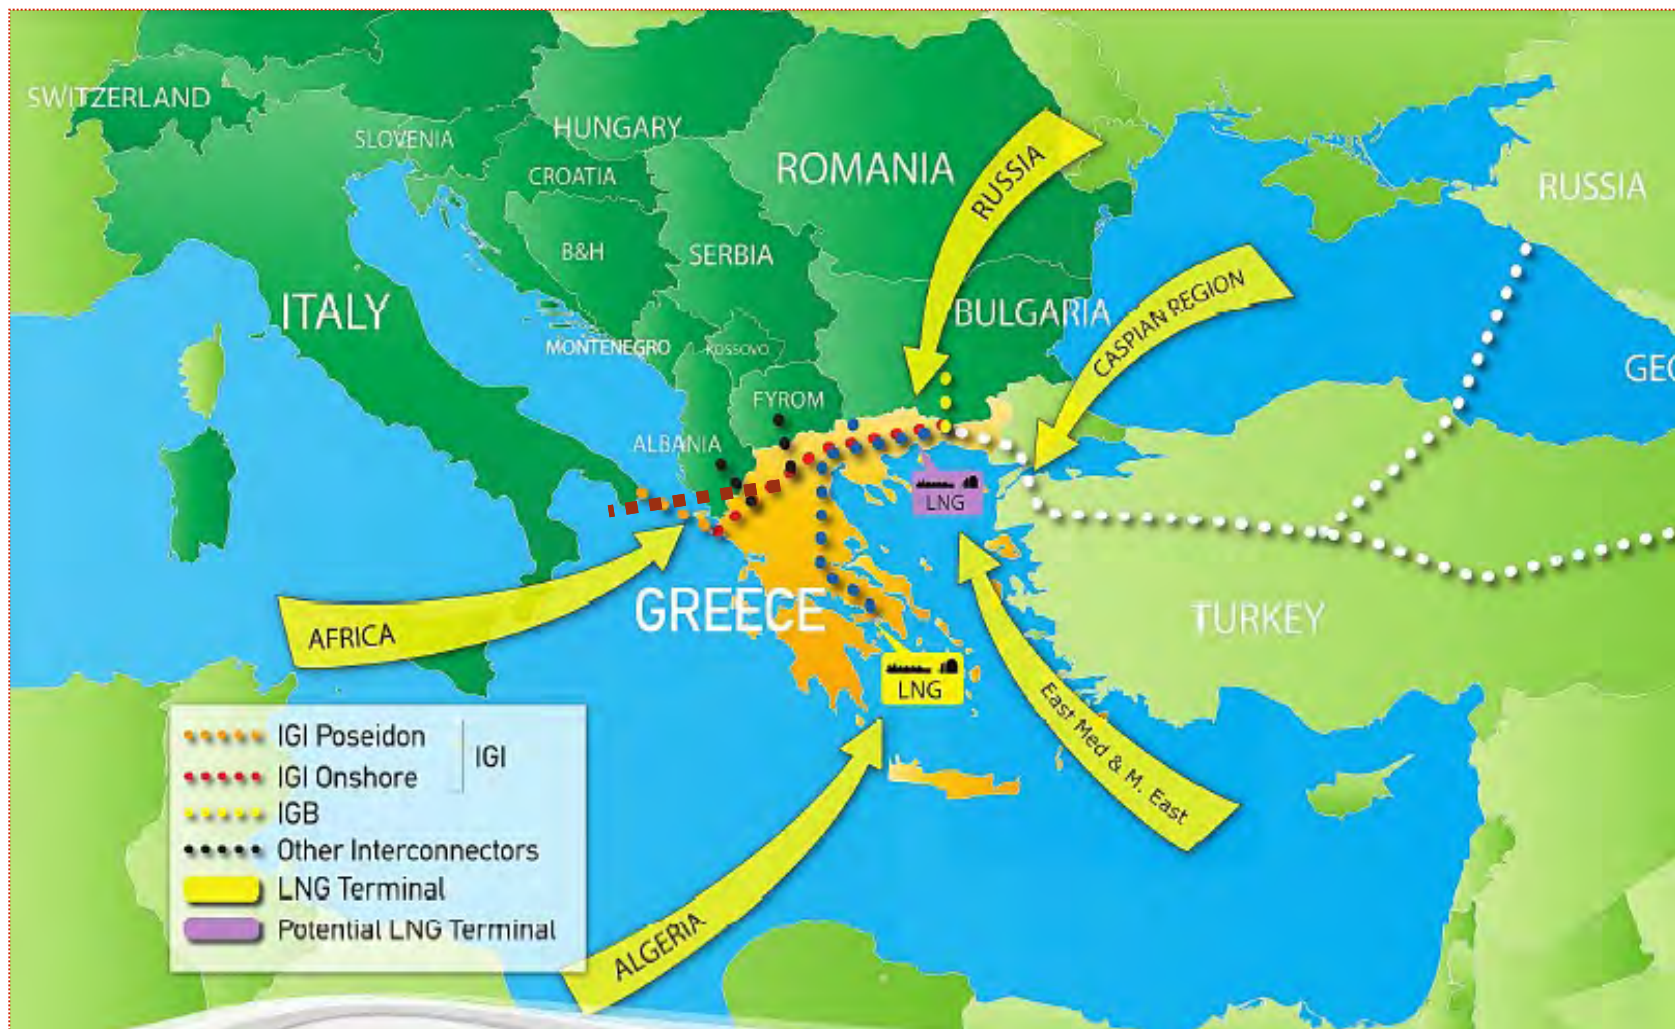 SWITZERLAND
SLOVENIA
HUNGARY
CROATIA
ROMANIA
RUSSIA
RUSSIA
B&H
SERBIA
ITALY
BULGARIA
CASPIAN REGION
MONTENEGRO
KOSSOVO
GEO
FYROM
ALBANIA
LNG
GREECE
TURKEY
AFRICA
LNG
East Med & M. East
IGI Poseidon
IGI
IGI Onshore
IGB
Other Interconnectors
LNG Terminal
Potential LNG Terminal
ALGERIA